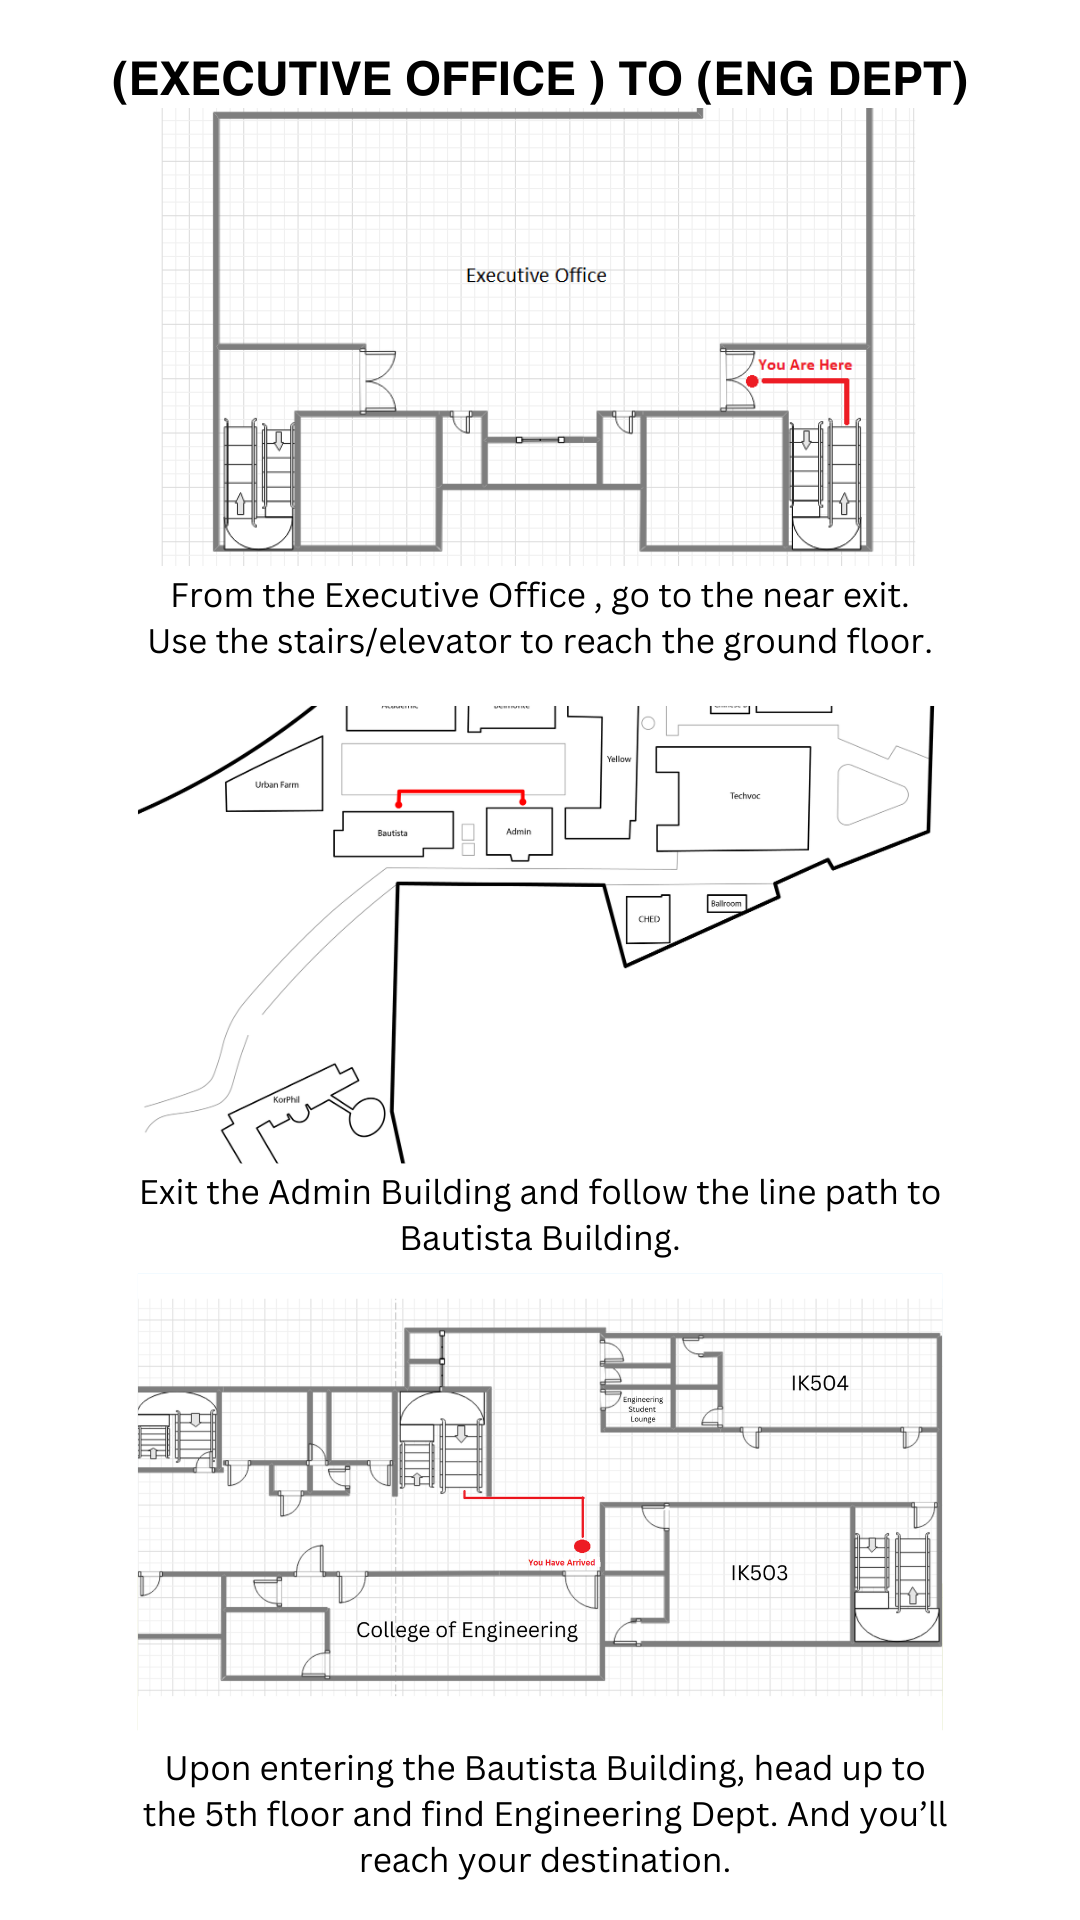 (EXECUTIVE OFFICE ) TO (ENG DEPT)
Executive Office
You Are Here
From the Executive Office , go to the near exit.
Use the stairs/elevator to reach the ground floor.
Academic
Belmonte
Urban Farm
Yellow
Techvoc
Bautista
Admin
CHED
Ballroom
KorPhil
Exit the Admin Building and follow the line path to
Bautista Building.
IK504
Engineering
Student
Lounge
You Have Arrived
IK503
College of Engineering
Upon entering the Bautista Building, head up to
the 5th floor and find Engineering Dept. And you’ll
reach your destination.